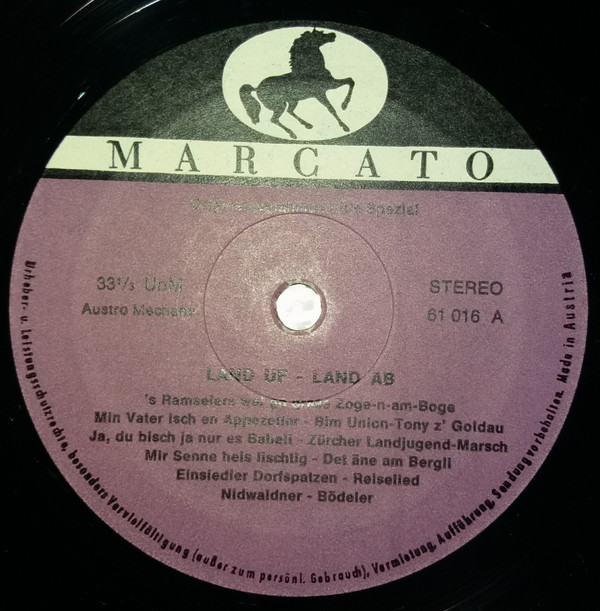 MARCATO
Spezial
33⅓ UpM
Austro Mechana
STEREO
61 016 A
LAND UF - LAND AB
's Ramseiers wei go grase Zoge-n-am-Boge
Min Vater isch en Appezeller - Bim Union-Tony z' Goldau
Ja, du bisch ja nur es Babeli - Zürcher Landjugend-Marsch
Mir Senne heis lischtig - Det äne am Bergli
Einsiedler Dorfspatzen - Reiselied
Nidwaldner - Bödeler
Urheber- u. Leistungsschutzrechte, besonders Vervielfältigung (außer zum persönl. Gebrauch), Vermietung, Aufführung, Sendung vorbehalten. Made in Austria